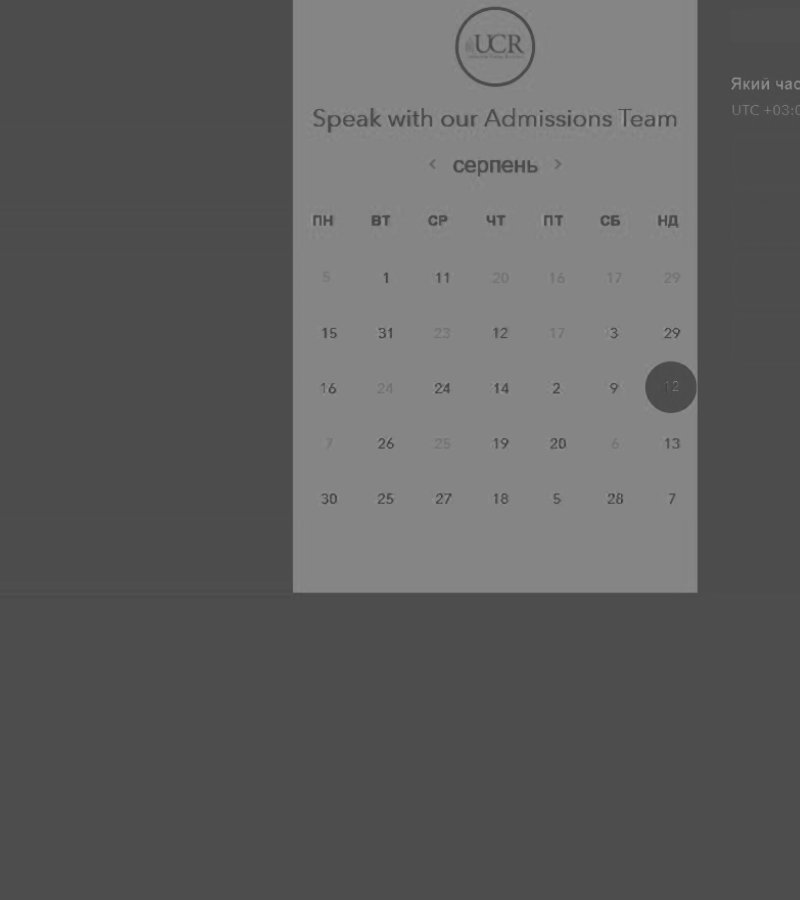 UCR
Speak with our Admissions Team
‹ серпень ›
ПН ВТ СР ЧТ ПТ СБ НД
5 1 11 20 16 17 29
15 31 23 12 17 3 29
16 24 24 14 2 9 12
7 26 25 19 20 6 13
30 25 27 18 5 28 7
Який час
UTC +03:0